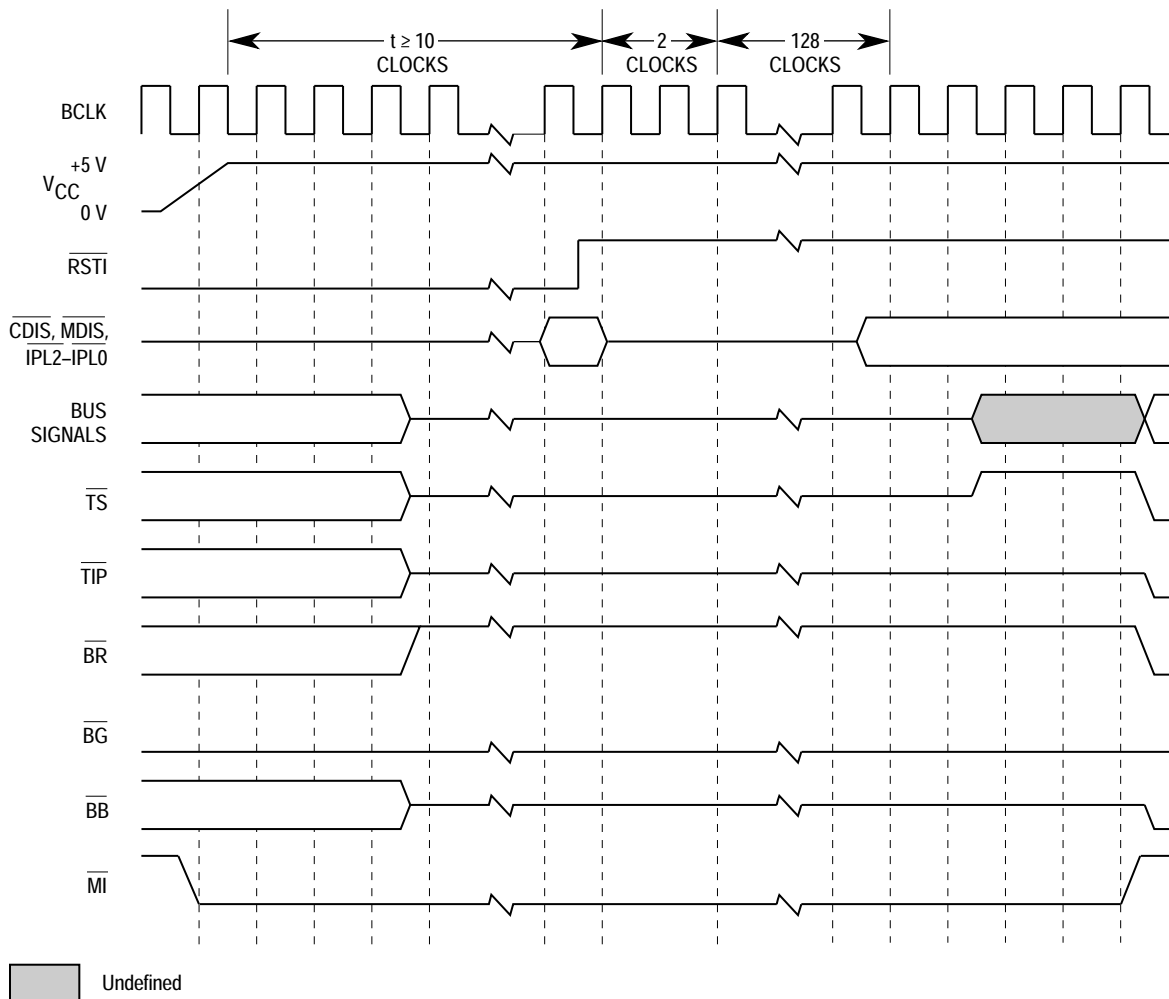 t ≥ 10
CLOCKS
2
CLOCKS
128
CLOCKS
BCLK
+5 V
VCC
0 V
RSTI
CDIS, MDIS,
IPL2–IPL0
BUS
SIGNALS
TS
TIP
BR
BG
BB
MI
Undefined